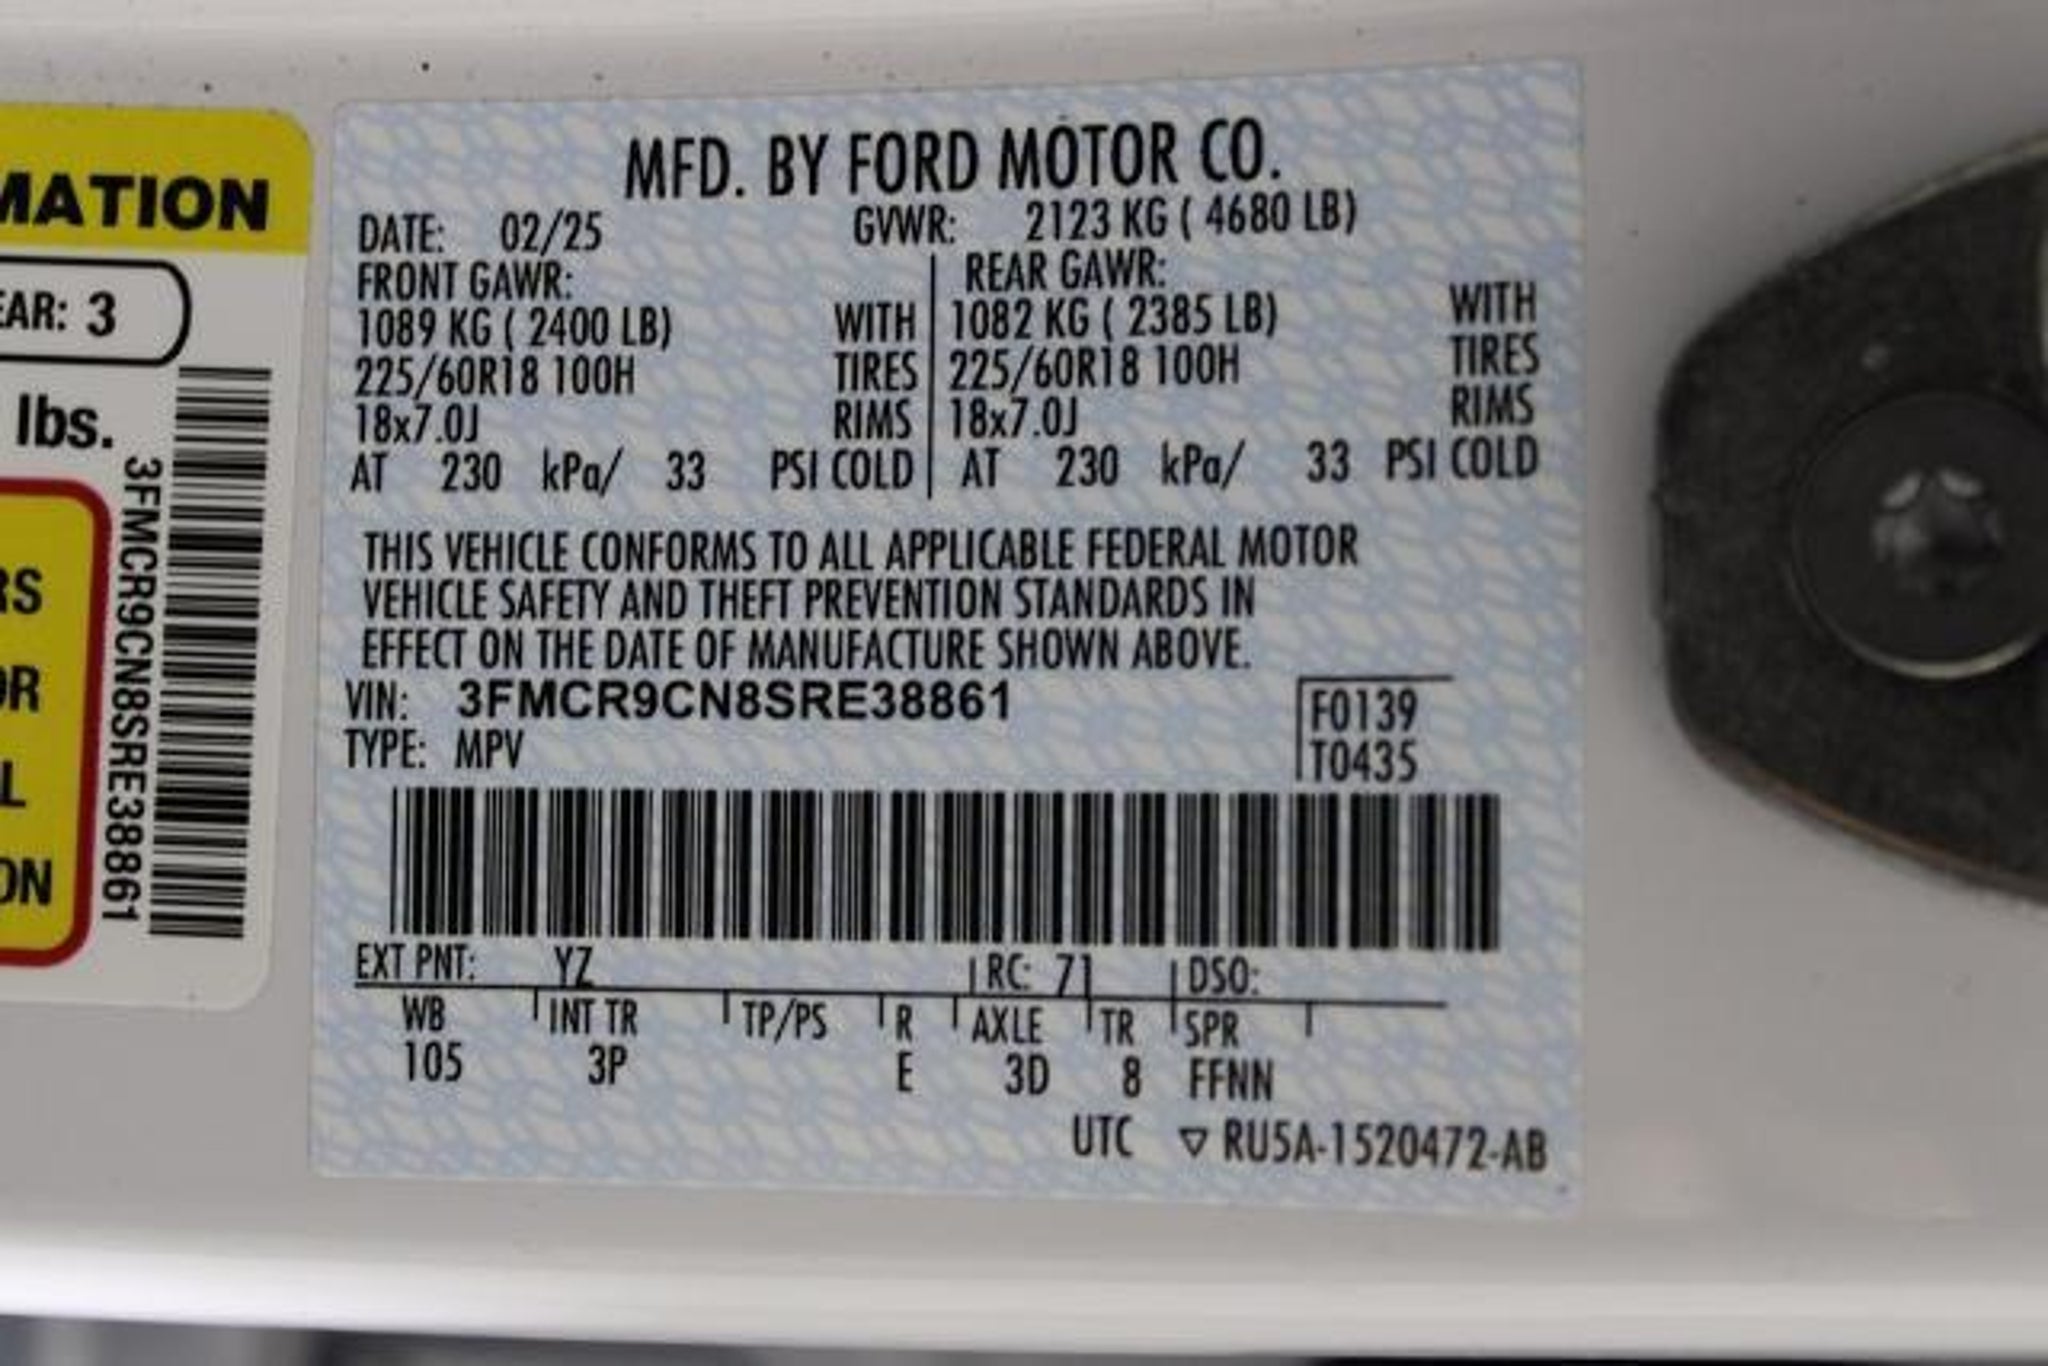 MATION
EAR: 3
lbs.
3FMCR9CN8SRE38861
RS
OR
L
ON
MFD. BY FORD MOTOR CO.
DATE: 02/25 GVWR: 2123 KG ( 4680 LB)
FRONT GAWR: REAR GAWR:
1089 KG ( 2400 LB) WITH 1082 KG ( 2385 LB) WITH
225/60R18 100H TIRES 225/60R18 100H TIRES
18x7.0J RIMS 18x7.0J RIMS
AT 230 kPa/ 33 PSI COLD AT 230 kPa/ 33 PSI COLD
THIS VEHICLE CONFORMS TO ALL APPLICABLE FEDERAL MOTOR
VEHICLE SAFETY AND THEFT PREVENTION STANDARDS IN
EFFECT ON THE DATE OF MANUFACTURE SHOWN ABOVE.
VIN: 3FMCR9CN8SRE38861 F0139
TYPE: MPV T0435
EXT PNT: YZ RC: 71 DSO:
WB INT TR TP/PS R AXLE TR SPR
105 3P E 3D 8 FFNN
UTC ▽ RU5A-1520472-AB